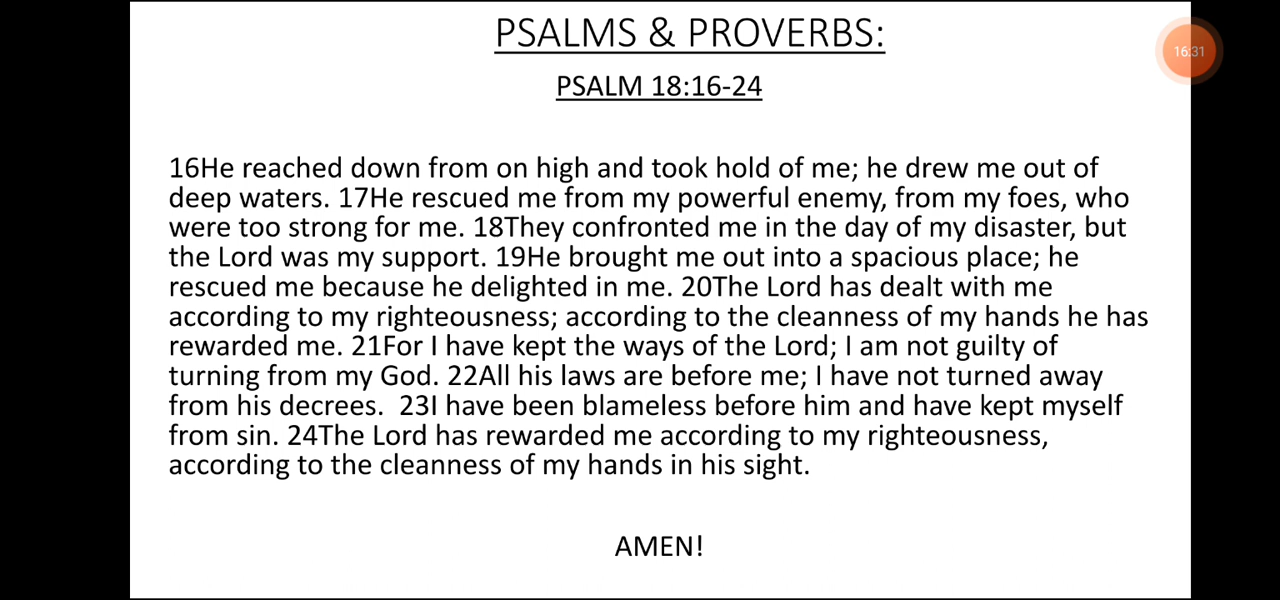 PSALMS & PROVERBS:
16:31
PSALM 18:16-24
16He reached down from on high and took hold of me; he drew me out of
deep waters. 17He rescued me from my powerful enemy, from my foes, who
were too strong for me. 18They confronted me in the day of my disaster, but
the Lord was my support. 19He brought me out into a spacious place; he
rescued me because he delighted in me. 20The Lord has dealt with me
according to my righteousness; according to the cleanness of my hands he has
rewarded me. 21For I have kept the ways of the Lord; I am not guilty of
turning from my God. 22All his laws are before me; I have not turned away
from his decrees.  23I have been blameless before him and have kept myself
from sin. 24The Lord has rewarded me according to my righteousness,
according to the cleanness of my hands in his sight.
AMEN!